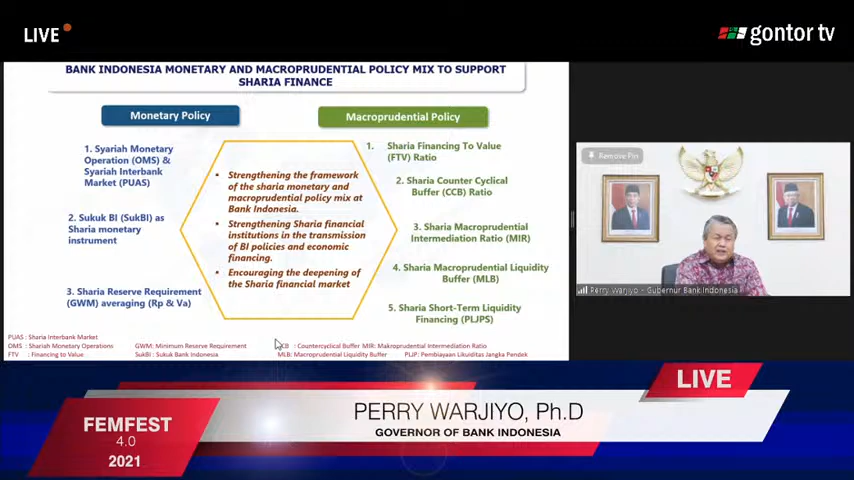 LIVE
gontor tv
BANK INDONESIA MONETARY AND MACROPRUDENTIAL POLICY MIX TO SUPPORT
SHARIA FINANCE
Monetary Policy
Macroprudential Policy
1. Syariah Monetary
Operation (OMS) &
Syariah Interbank
Market (PUAS)
2. Sukuk BI (SukBI) as
Sharia monetary
instrument
3. Sharia Reserve Requirement
(GWM) averaging (Rp & Va)
• Strengthening the framework
of the sharia monetary and
macroprudential policy mix at
Bank Indonesia.
• Strengthening Sharia financial
institutions in the transmission
of BI policies and economic
financing.
• Encouraging the deepening of
the Sharia financial market
1. Sharia Financing To Value
(FTV) Ratio
2. Sharia Counter Cyclical
Buffer (CCB) Ratio
3. Sharia Macroprudential
Intermediation Ratio (MIR)
4. Sharia Macroprudential Liquidity
Buffer (MLB)
5. Sharia Short-Term Liquidity
Financing (PLJPS)
PUAS : Sharia Interbank Market
OMS : Shariah Monetary Operations
FTV : Financing to Value
GWM: Minimum Reserve Requirement
SukBI : Sukuk Bank Indonesia
CB : Countercyclical Buffer MIR: Makroprudential Intermediation Ratio
MLB: Macroprudential Liquidity Buffer PLJP: Pembiayaan Likuiditas Jangka Pendek
Remove Pin
Perry Warjiyo - Gubernur Bank Indonesia
LIVE
PERRY WARJIYO, Ph.D
GOVERNOR OF BANK INDONESIA
FEMFEST
4.0
2021